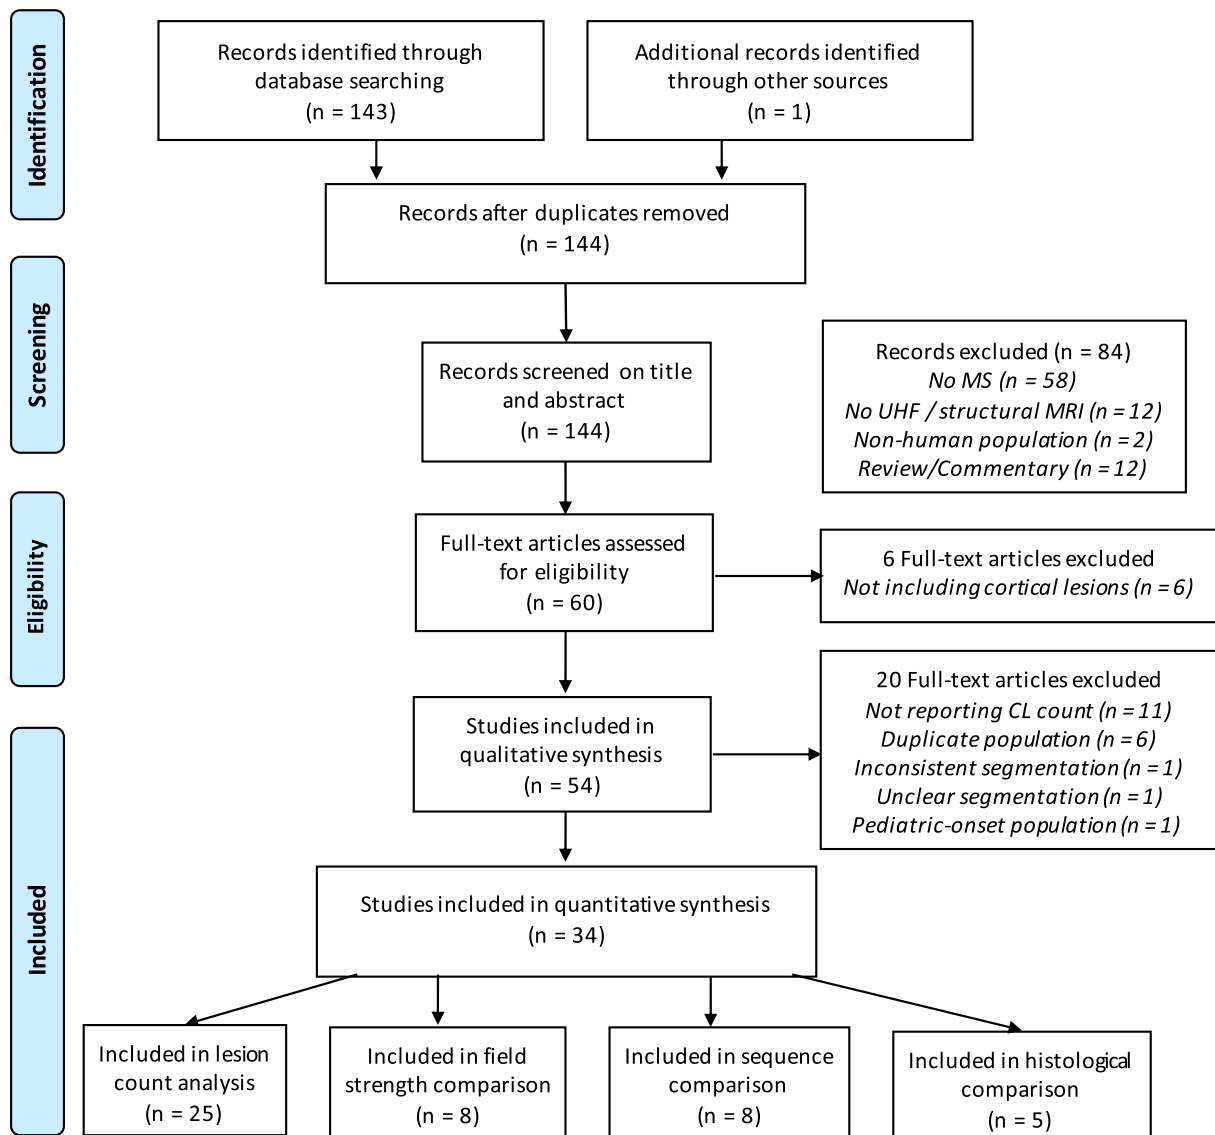 Identification
Records identified through
database searching
(n = 143)
Additional records identified
through other sources
(n = 1)
Records after duplicates removed
(n = 144)
Screening
Records screened on title
and abstract
(n = 144)
Records excluded (n = 84)
No MS (n = 58)
No UHF / structural MRI (n = 12)
Non-human population (n = 2)
Review/Commentary (n = 12)
Eligibility
Full-text articles assessed
for eligibility
(n = 60)
6 Full-text articles excluded
Not including cortical lesions (n = 6)
Studies included in
qualitative synthesis
(n = 54)
20 Full-text articles excluded
Not reporting CL count (n = 11)
Duplicate population (n = 6)
Inconsistent segmentation (n = 1)
Unclear segmentation (n = 1)
Pediatric-onset population (n = 1)
Included
Studies included in quantitative synthesis
(n = 34)
Included in lesion
count analysis
(n = 25)
Included in field
strength comparison
(n = 8)
Included in sequence
comparison
(n = 8)
Included in histological
comparison
(n = 5)